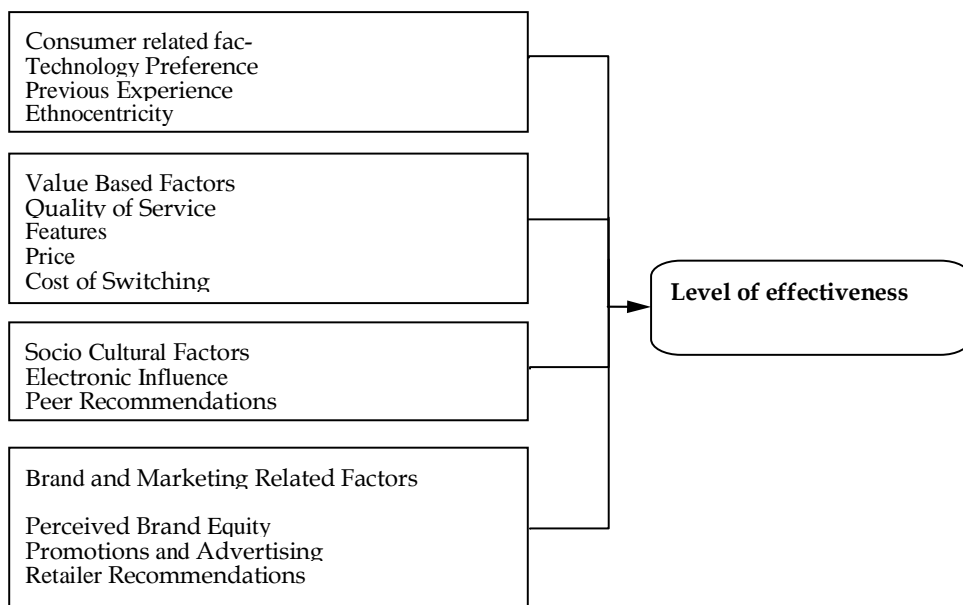 Consumer related fac-
Technology Preference
Previous Experience
Ethnocentricity
Value Based Factors
Quality of Service
Features
Price
Cost of Switching
Socio Cultural Factors
Electronic Influence
Peer Recommendations
Brand and Marketing Related Factors
Perceived Brand Equity
Promotions and Advertising
Retailer Recommendations
Level of effectiveness